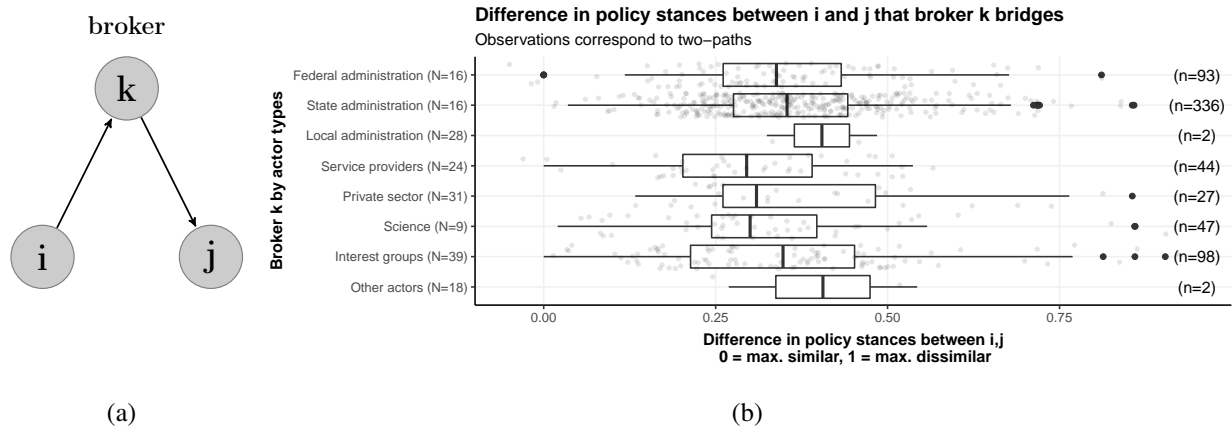 broker
k
i
j
(a)
Difference in policy stances between i and j that broker k bridges
Observations correspond to two−paths
Broker k by actor types
Federal administration (N=16)
(n=93)
State administration (N=16)
(n=336)
Local administration (N=28)
(n=2)
Service providers (N=24)
(n=44)
Private sector (N=31)
(n=27)
Science (N=9)
(n=47)
Interest groups (N=39)
(n=98)
Other actors (N=18)
(n=2)
0.00
0.25
0.50
0.75
Difference in policy stances between i,j
0 = max. similar, 1 = max. dissimilar
(b)